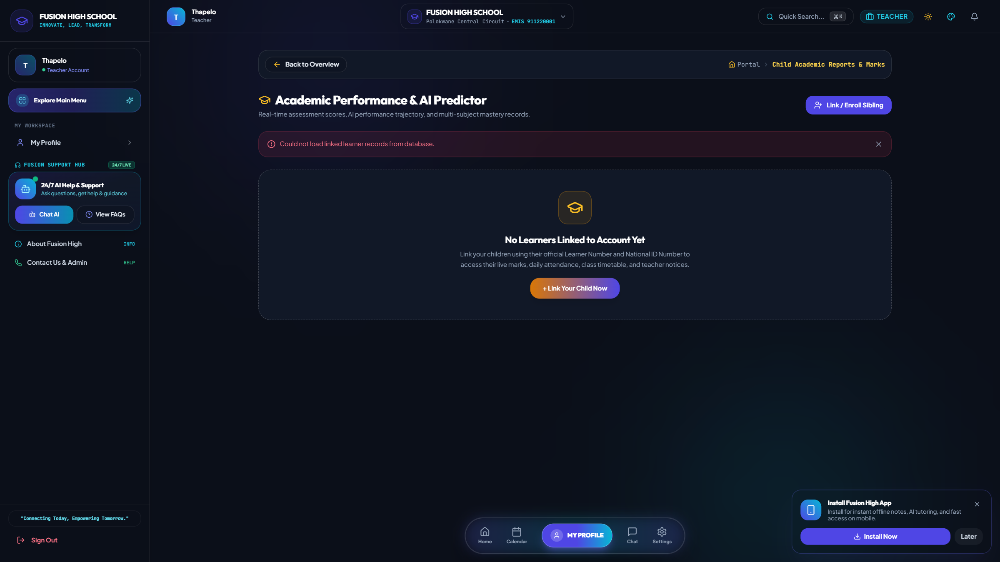 FUSION HIGH SCHOOL
INNOVATE, LEAD, TRANSFORM
T
Thapelo
Teacher Account
Explore Main Menu
MY WORKSPACE
My Profile
FUSION SUPPORT HUB
24/7 LIVE
24/7 AI Help & Support
Ask questions, get help & guidance
Chat AI
View FAQs
About Fusion High
INFO
Contact Us & Admin
HELP
"Connecting Today, Empowering Tomorrow."
Sign Out
T
Thapelo
Teacher
FUSION HIGH SCHOOL
Polokwane Central Circuit • EMIS 911220001
Quick Search...
⌘K
TEACHER
Back to Overview
Portal
Child Academic Reports & Marks
Academic Performance & AI Predictor
Real-time assessment scores, AI performance trajectory, and multi-subject mastery records.
Link / Enroll Sibling
Could not load linked learner records from database.
No Learners Linked to Account Yet
Link your children using their official Learner Number and National ID Number to
access their live marks, daily attendance, class timetable, and teacher notices.
+ Link Your Child Now
Home
Calendar
MY PROFILE
Chat
Settings
Install Fusion High App
Install for instant offline notes, AI tutoring, and fast
access on mobile.
Install Now
Later